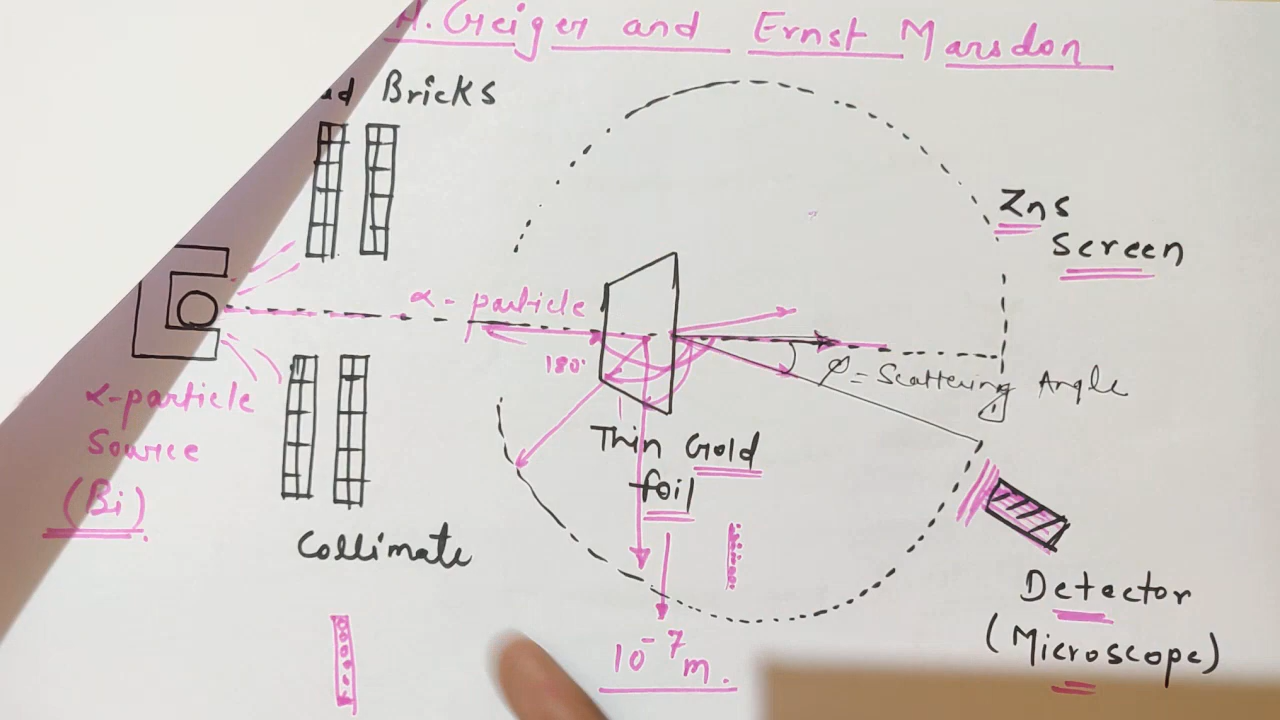 H. Geiger and Ernst Marsdon
Bricks
Zns
Screen
α - particle
180°
φ = Scattering Angle
α-particle
Source
(Bi)
Thin Gold
foil
Collimate
10⁻⁷ m.
Detector
(Microscope)